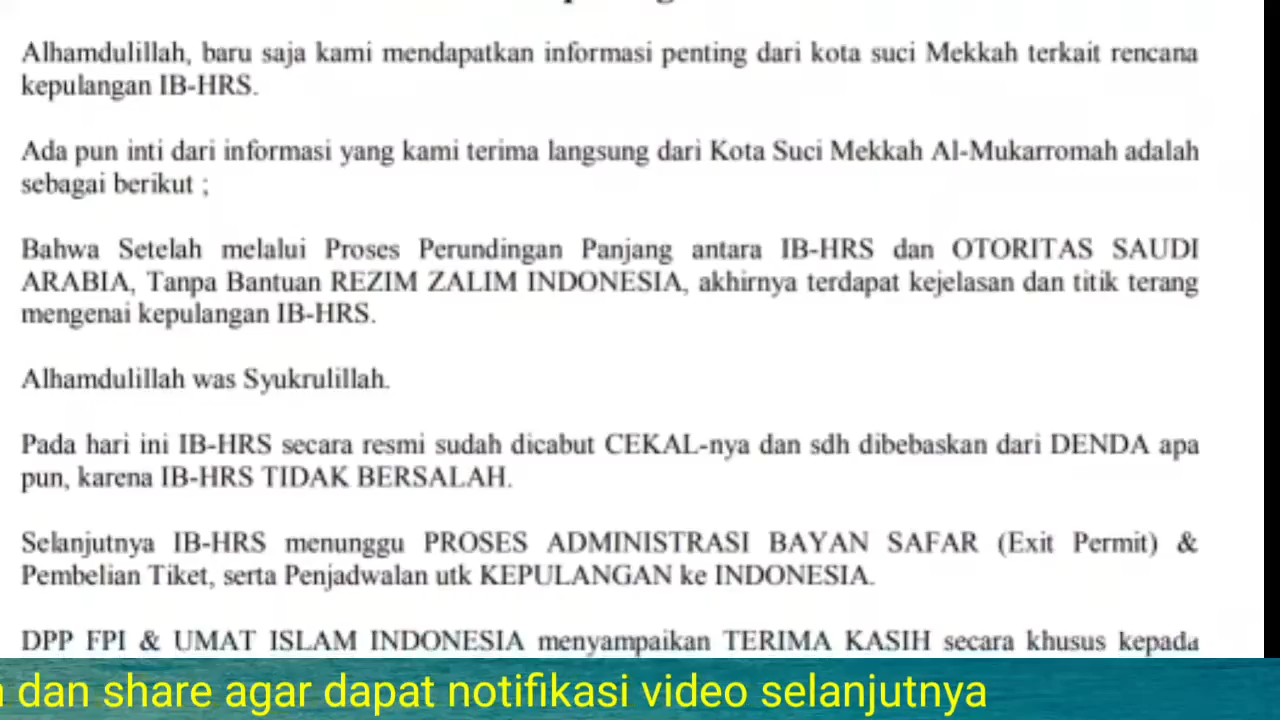 Alhamdulillah, baru saja kami mendapatkan informasi penting dari kota suci Mekkah terkait rencana
kepulangan IB-HRS.
Ada pun inti dari informasi yang kami terima langsung dari Kota Suci Mekkah Al-Mukarromah adalah
sebagai berikut ;
Bahwa Setelah melalui Proses Perundingan Panjang antara IB-HRS dan OTORITAS SAUDI
ARABIA, Tanpa Bantuan REZIM ZALIM INDONESIA, akhirnya terdapat kejelasan dan titik terang
mengenai kepulangan IB-HRS.
Alhamdulillah was Syukrulillah.
Pada hari ini IB-HRS secara resmi sudah dicabut CEKAL-nya dan sdh dibebaskan dari DENDA apa
pun, karena IB-HRS TIDAK BERSALAH.
Selanjutnya IB-HRS menunggu PROSES ADMINISTRASI BAYAN SAFAR (Exit Permit) &
Pembelian Tiket, serta Penjadwalan utk KEPULANGAN ke INDONESIA.
DPP FPI & UMAT ISLAM INDONESIA menyampaikan TERIMA KASIH secara khusus kepada
dan share agar dapat notifikasi video selanjutnya